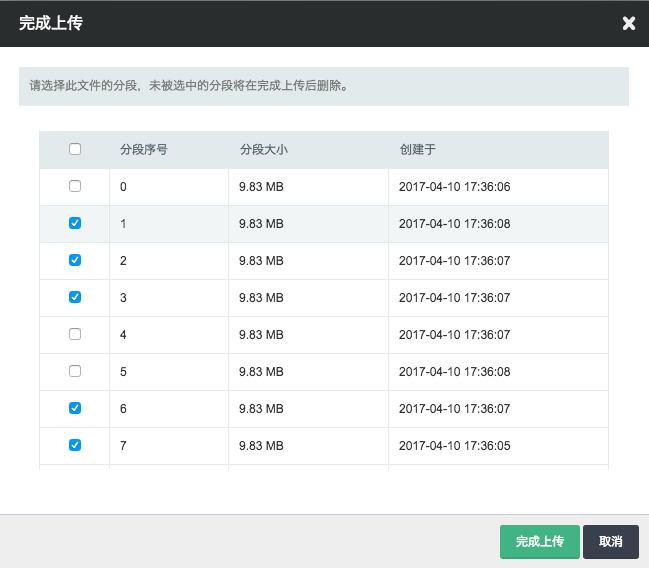 完成上传
请选择此文件的分段，未被选中的分段将在完成上传后删除。
分段序号 分段大小 创建于
0 9.83 MB 2017-04-10 17:36:06
1 9.83 MB 2017-04-10 17:36:08
2 9.83 MB 2017-04-10 17:36:07
3 9.83 MB 2017-04-10 17:36:07
4 9.83 MB 2017-04-10 17:36:07
5 9.83 MB 2017-04-10 17:36:08
6 9.83 MB 2017-04-10 17:36:07
7 9.83 MB 2017-04-10 17:36:05
完成上传 取消